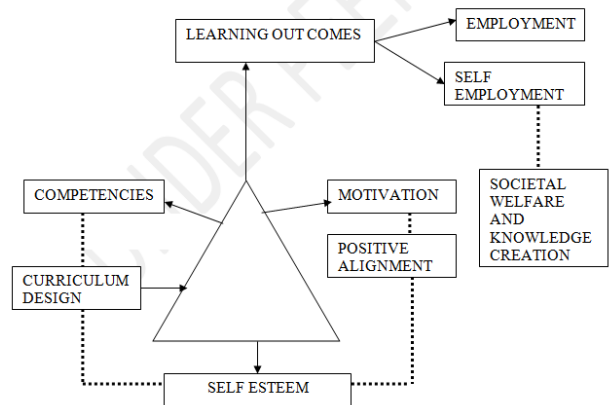 EMPLOYMENT
LEARNING OUT COMES
SELF
EMPLOYMENT
COMPETENCIES
MOTIVATION
SOCIETAL
WELFARE
AND
KNOWLEDGE
CREATION
POSITIVE
ALIGNMENT
CURRICULUM
DESIGN
SELF ESTEEM